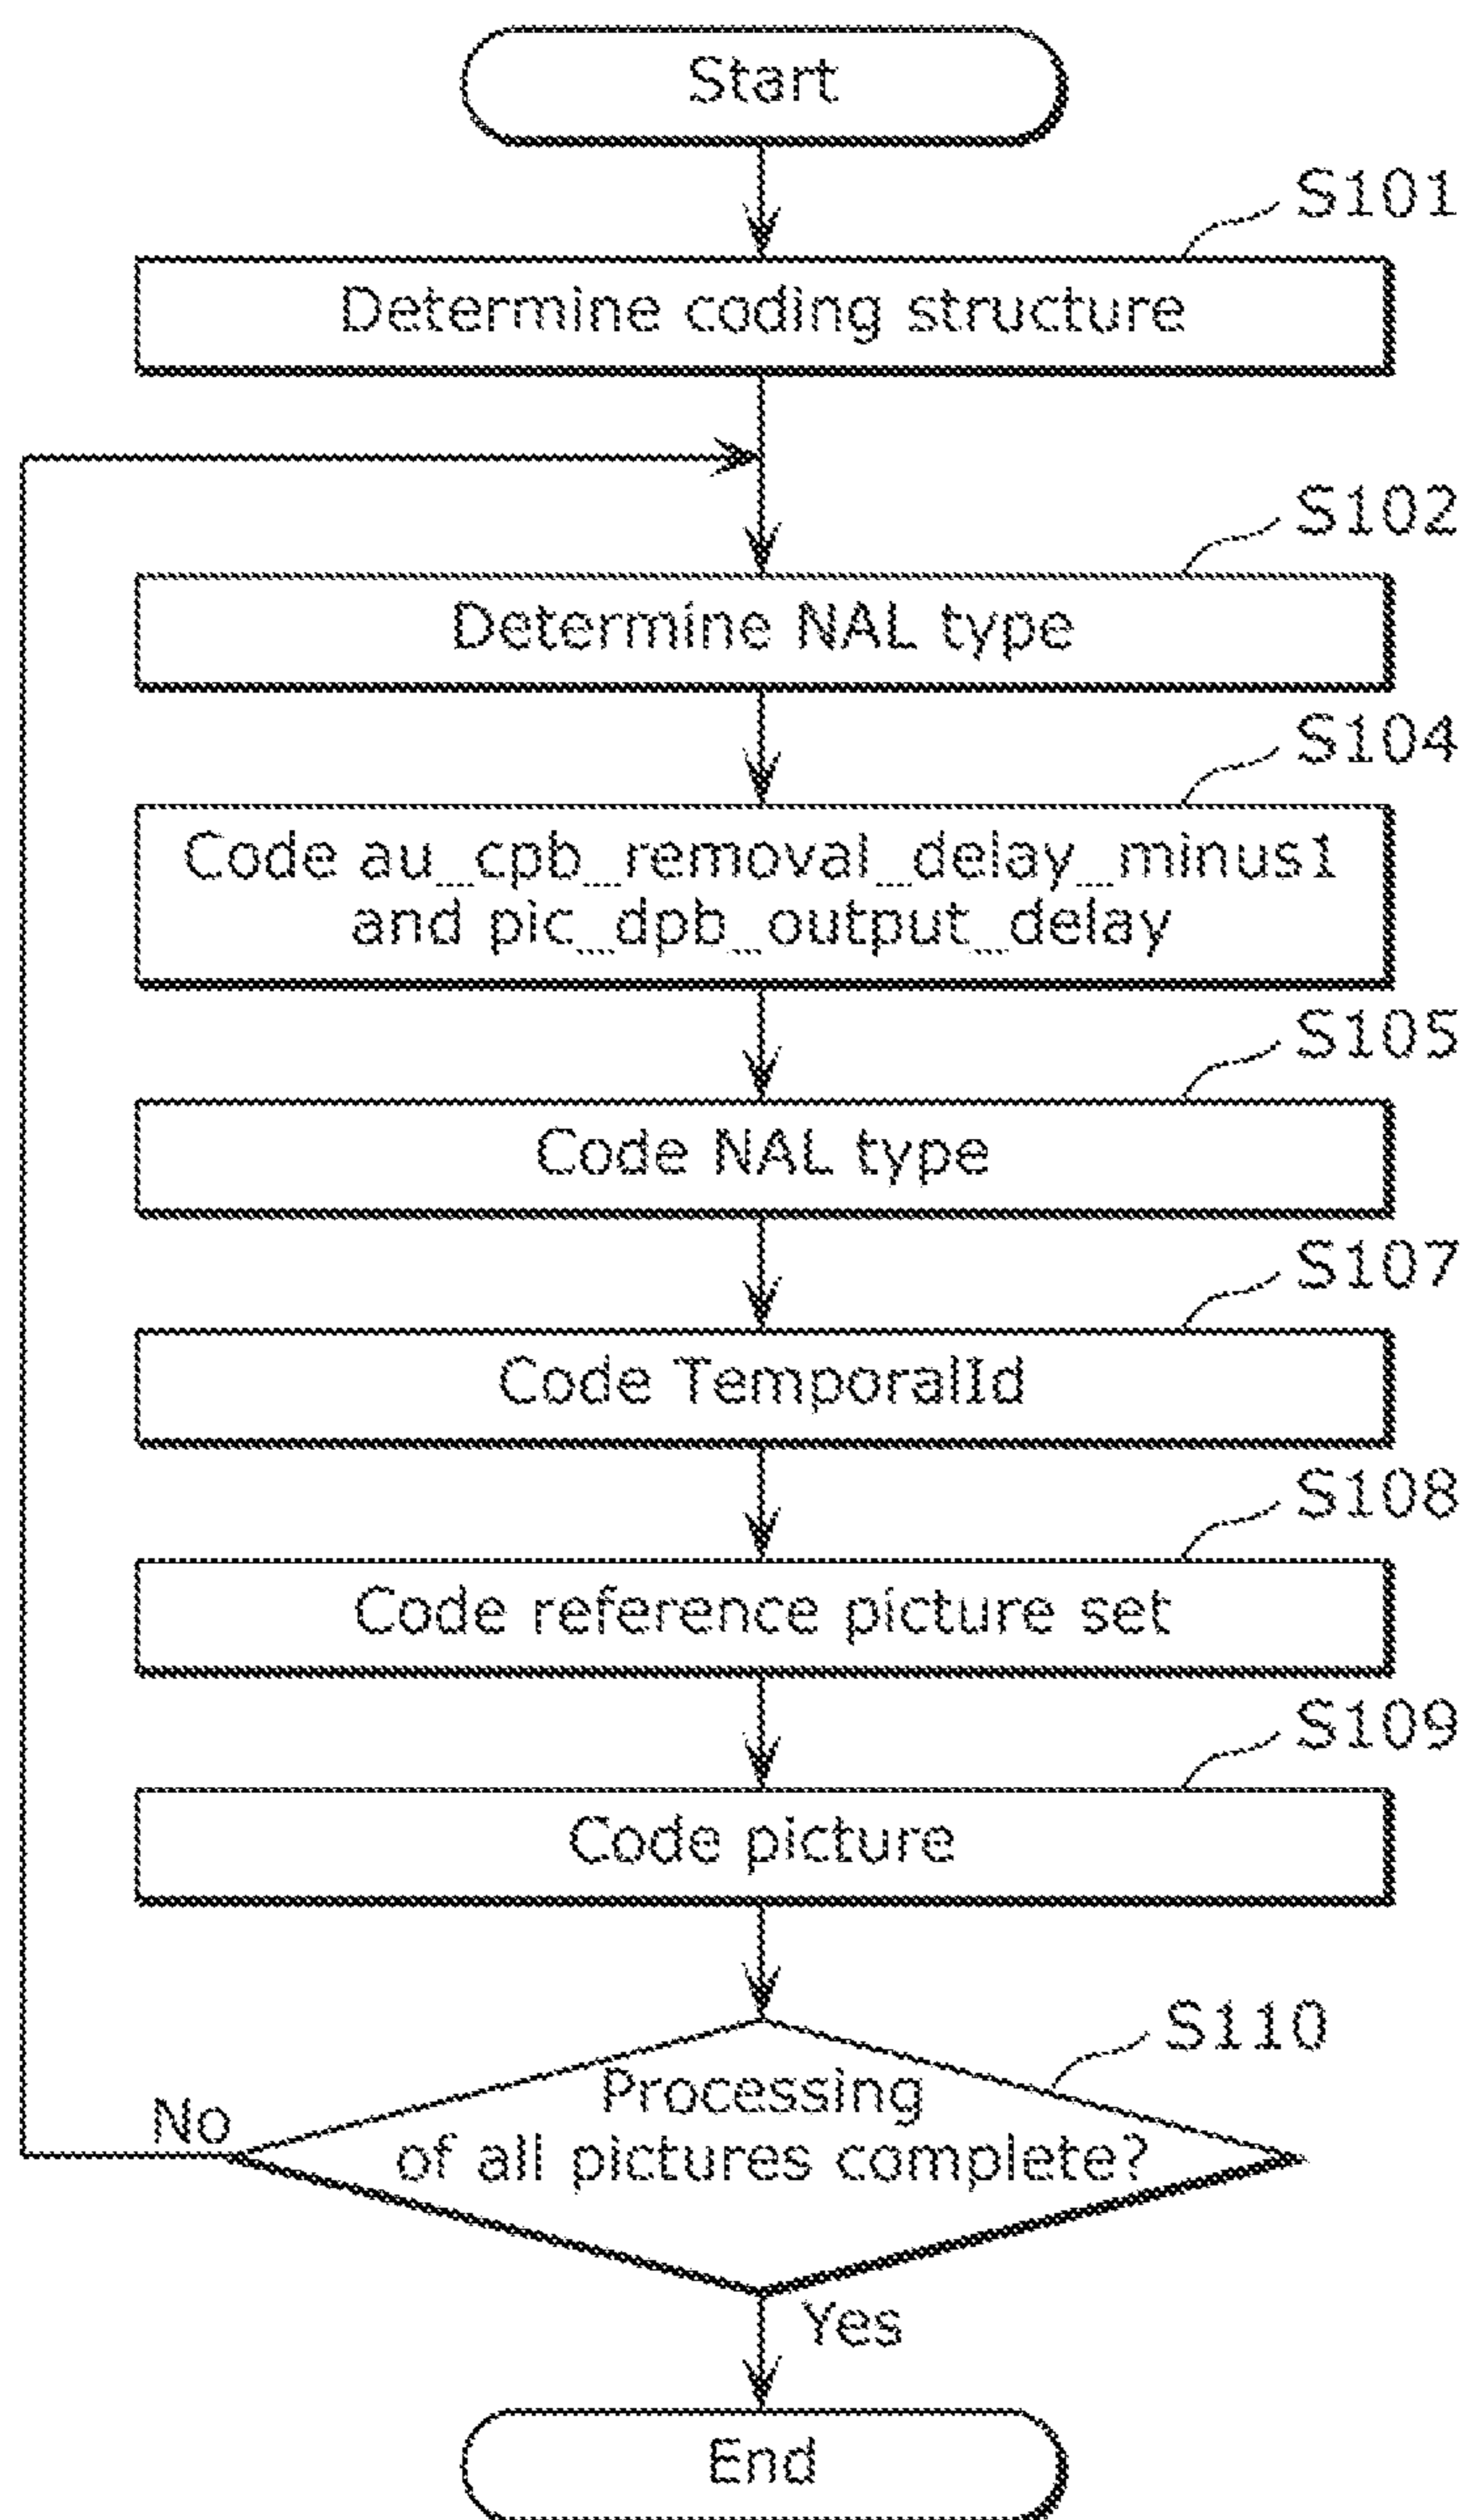 Start
S101
Determine coding structure
S102
Determine NAL type
S104
Code au_cpb_removal_delay_minus1
and pic_dpb_output_delay
S105
Code NAL type
S107
Code TemporalId
S108
Code reference picture set
S109
Code picture
S110
Processing
of all pictures complete?
No
Yes
End